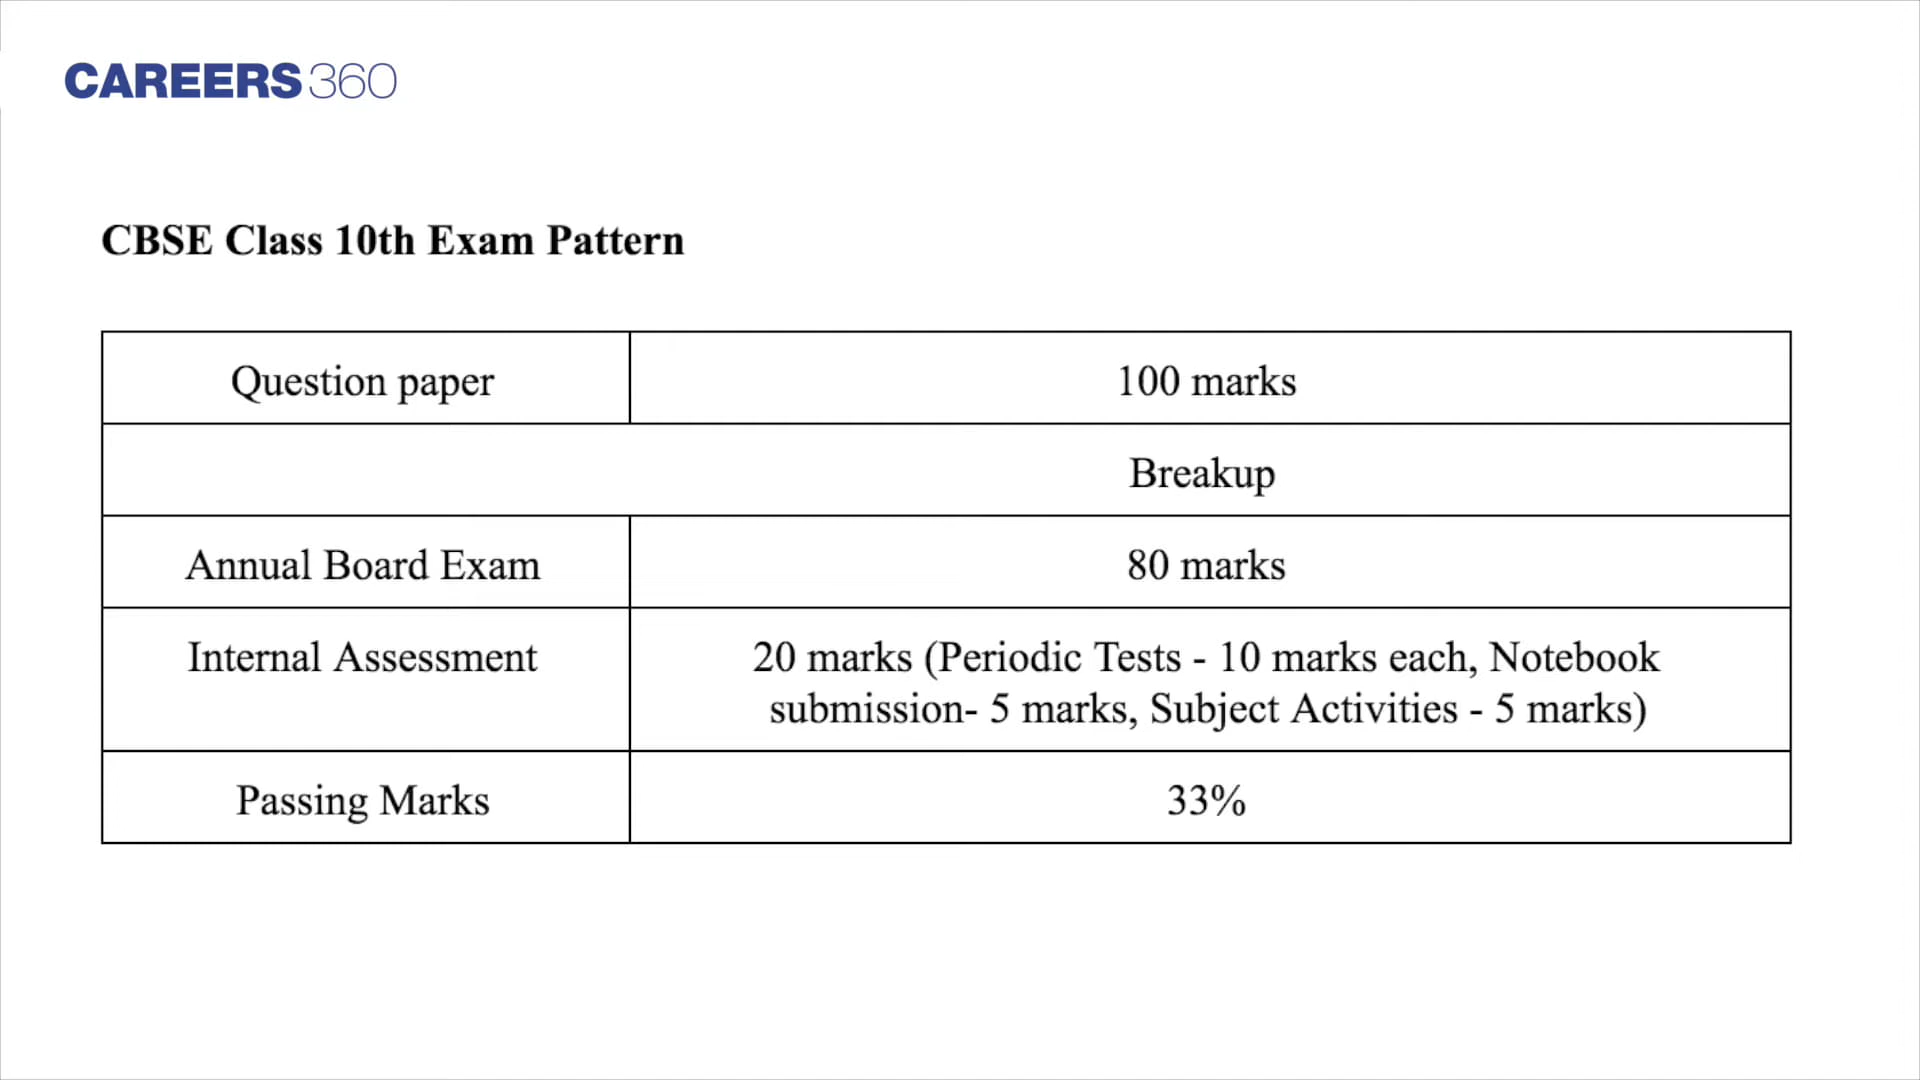 CAREERS360
CBSE Class 10th Exam Pattern
Question paper
100 marks
Breakup
Annual Board Exam
80 marks
Internal Assessment
20 marks (Periodic Tests - 10 marks each, Notebook
submission- 5 marks, Subject Activities - 5 marks)
Passing Marks
33%